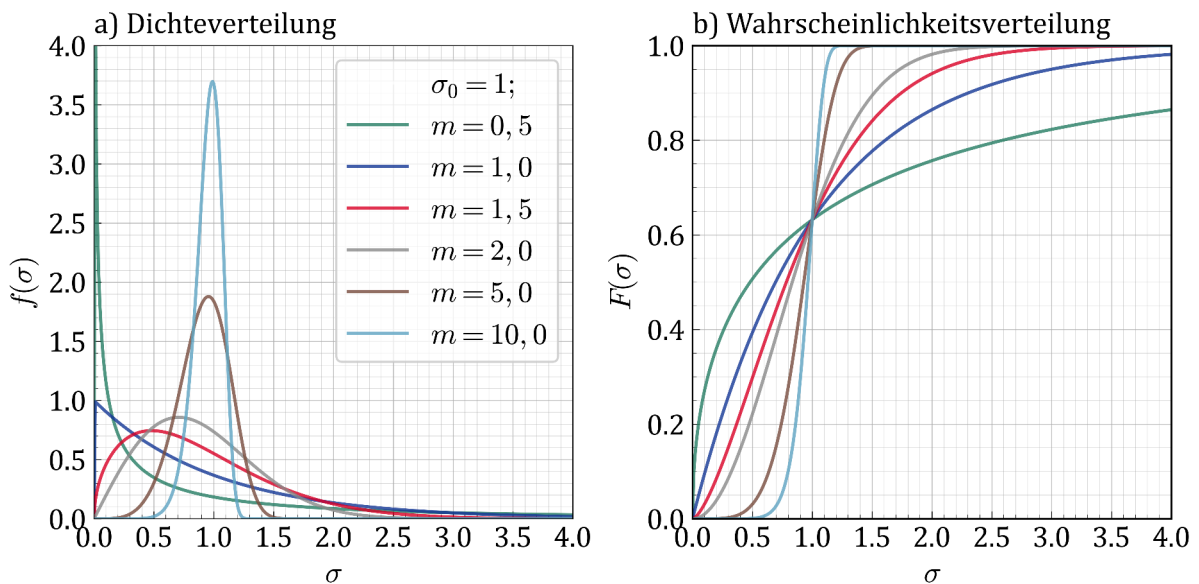 a) Dichteverteilung
4.0
3.5
3.0
2.5
2.0
1.5
1.0
0.5
0.0
f(σ)
0.0 0.5 1.0 1.5 2.0 2.5 3.0 3.5 4.0
σ
σ₀ = 1;
m = 0, 5
m = 1, 0
m = 1, 5
m = 2, 0
m = 5, 0
m = 10, 0
b) Wahrscheinlichkeitsverteilung
1.0
0.8
0.6
0.4
0.2
0.0
F(σ)
0.0 0.5 1.0 1.5 2.0 2.5 3.0 3.5 4.0
σ